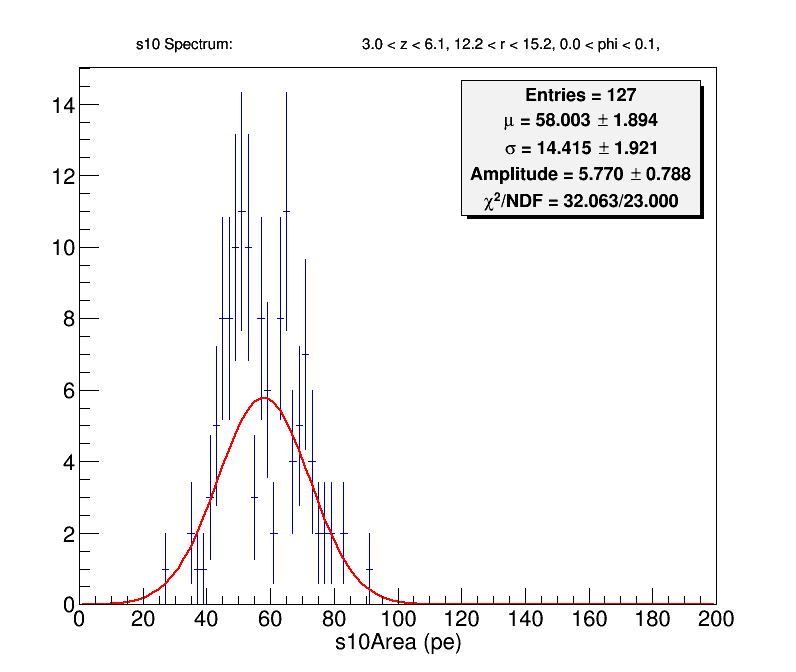 s10 Spectrum: 3.0 < z < 6.1, 12.2 < r < 15.2, 0.0 < phi < 0.1,
Entries = 127
μ = 58.003 ± 1.894
σ = 14.415 ± 1.921
Amplitude = 5.770 ± 0.788
χ²/NDF = 32.063/23.000
14
12
10
8
6
4
2
0
0 20 40 60 80 100 120 140 160 180 200
s10Area (pe)